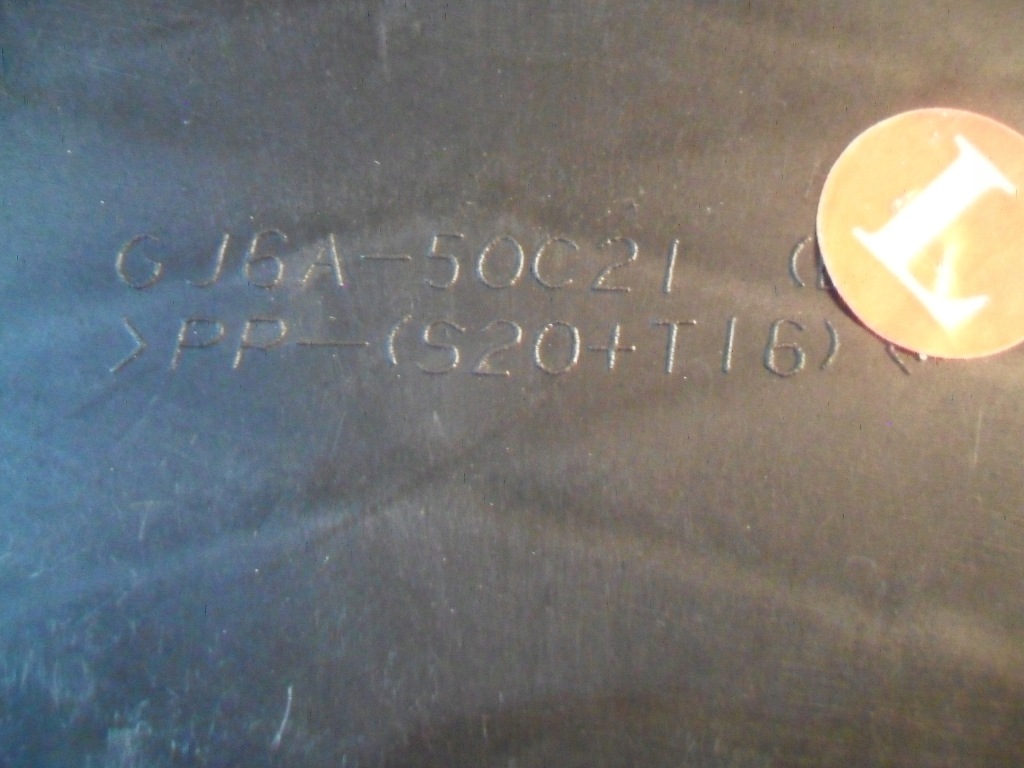 GJ6A-50C21 (
>PP-(S20+T16)<
I